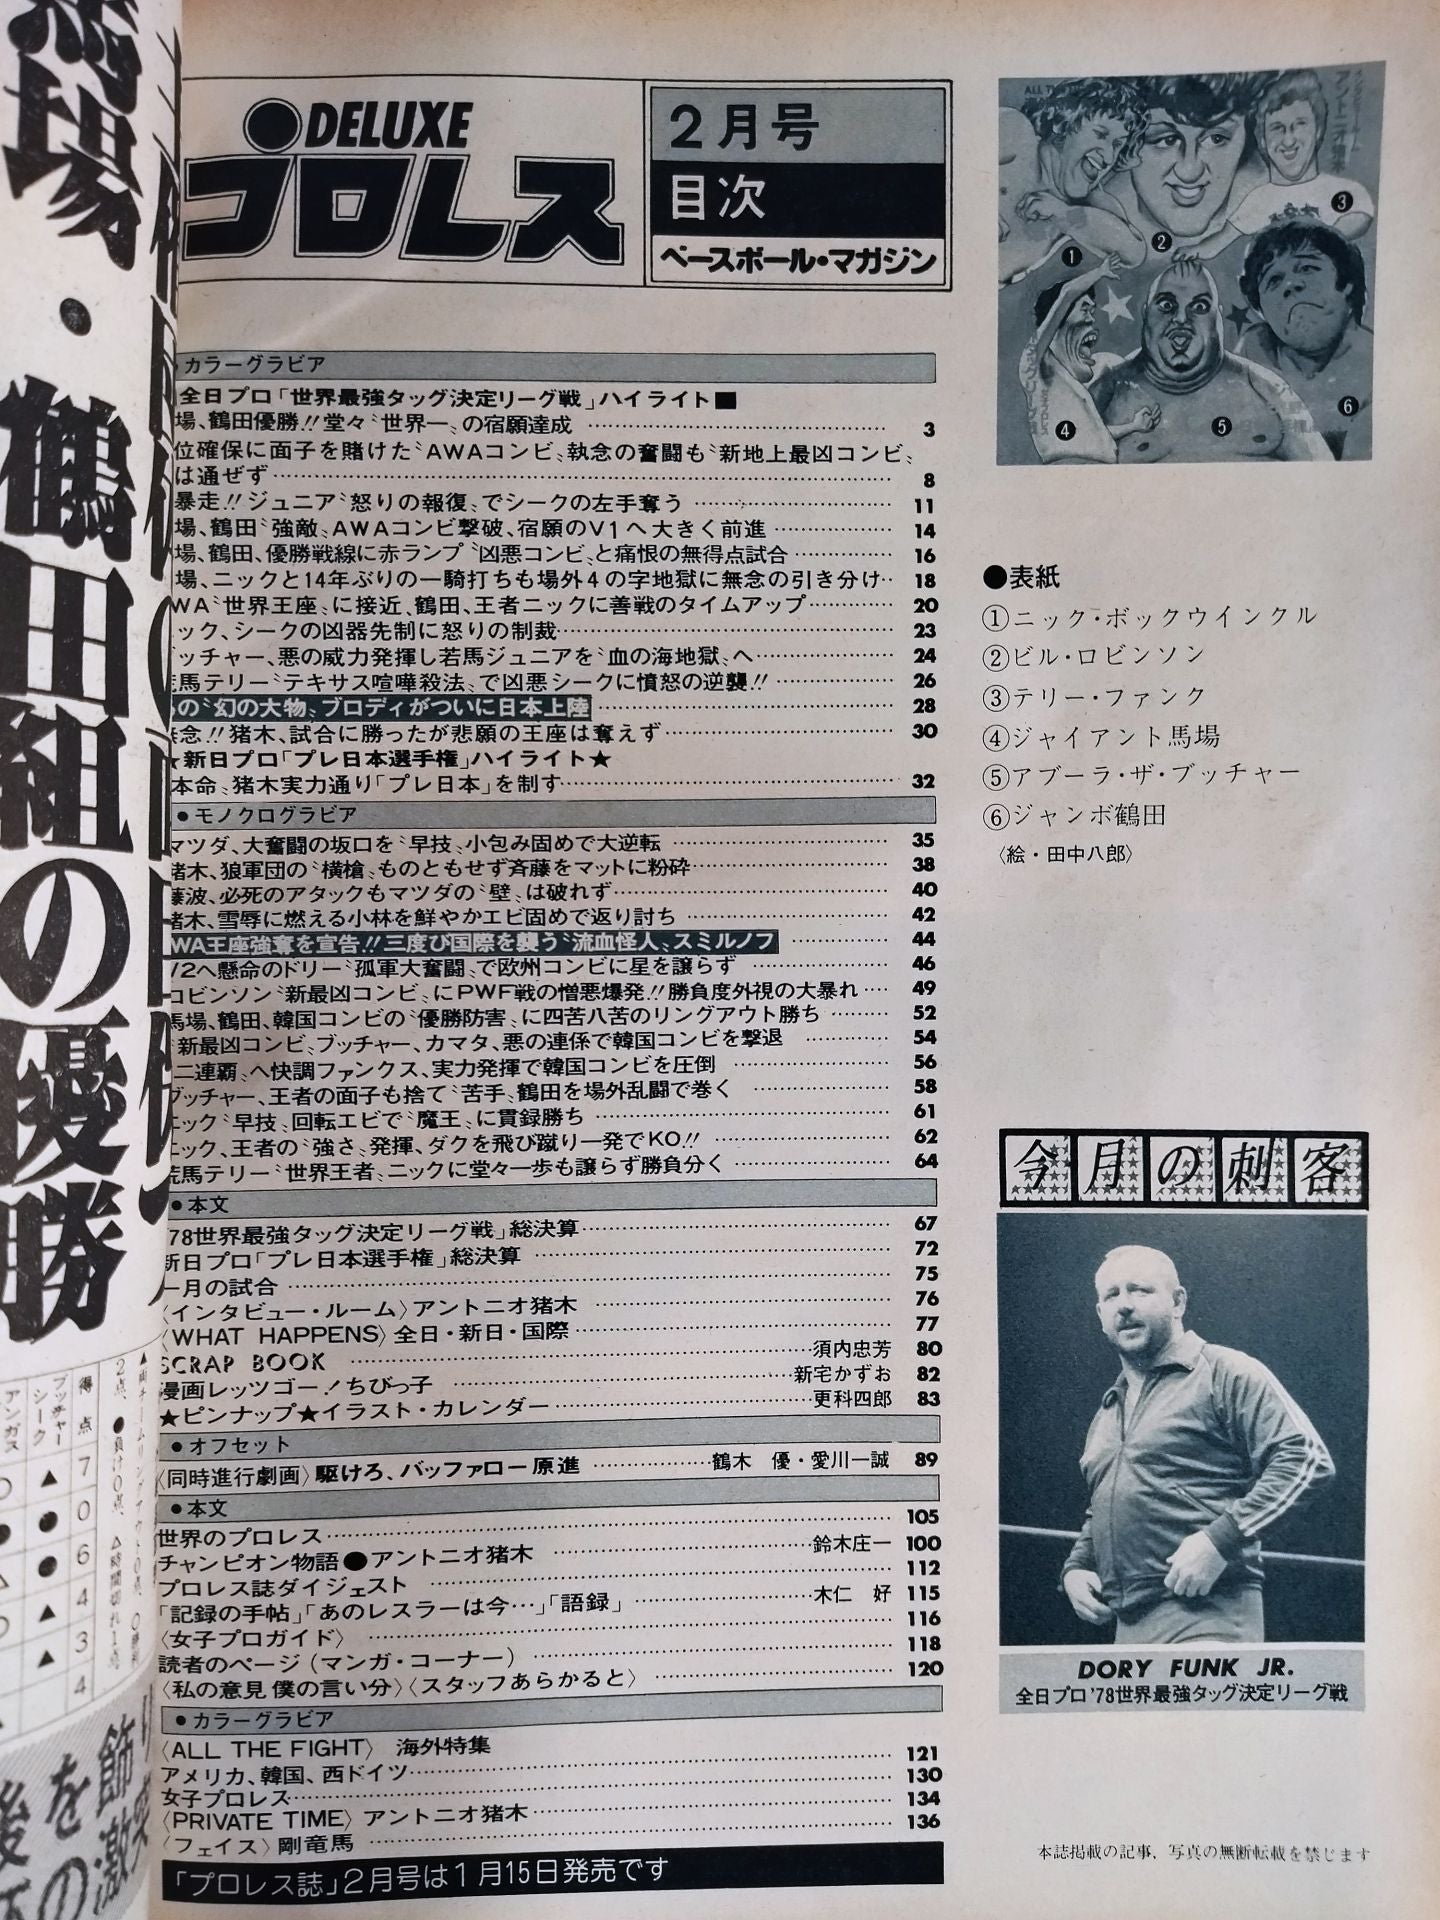 ●DELUXE
プロレス
2月号
目次
ベースボール・マガジン
カラーグラビア
全日プロ「世界最強タッグ決定リーグ戦」ハイライト■
場、鶴田優勝!!堂々〝世界一〟の宿願達成 3
位確保に面子を賭けた〝AWAコンビ〟執念の奮闘も〝新地上最凶コンビ〟
は通ぜず 8
暴走!!ジュニア〝怒りの報復〟でシークの左手奪う 11
場、鶴田〝強敵〟AWAコンビ撃破、宿願のV1へ大きく前進 14
場、鶴田、優勝戦線に赤ランプ〝凶悪コンビ〟と痛恨の無得点試合 16
場、ニックと14年ぶりの一騎打ちも場外4の字地獄に無念の引き分け 18
WA〝世界王座〟に接近、鶴田、王者ニックに善戦のタイムアップ 20
ニック、シークの凶器先制に怒りの制裁 23
ブッチャー、悪の威力発揮し若馬ジュニアを〝血の海地獄〟へ 24
荒馬テリー〝テキサス喧嘩殺法〟で凶悪シークに憤怒の逆襲!! 26
の〝幻の大物〟ブロディがついに日本上陸 28
無念!!猪木、試合に勝ったが悲願の王座は奪えず 30
★新日プロ「プレ日本選手権」ハイライト★
本命〟猪木実力通り「プレ日本」を制す 32
●モノクログラビア
マツダ、大奮闘の坂口を〝早技〟小包み固めで大逆転 35
猪木、狼軍団の〝横槍〟ものともせず斉藤をマットに粉砕 38
藤波、必死のアタックもマツダの〝壁〟は破れず 40
猪木、雪辱に燃える小林を鮮やかエビ固めで返り討ち 42
WA王座強奪を宣告!!三度び国際を襲う〝流血怪人〟スミルノフ 44
V2へ懸命のドリー〝孤軍大奮闘〟で欧州コンビに星を譲らず 46
ロビンソン〝新最凶コンビ〟にPWF戦の憎悪爆発!!勝負度外視の大暴れ 49
馬場、鶴田、韓国コンビの〝優勝防害〟に四苦八苦のリングアウト勝ち 52
〝新最凶コンビ〟ブッチャー、カマタ、悪の連係で韓国コンビを撃退 54
〝二連覇〟へ快調ファンクス、実力発揮で韓国コンビを圧倒 56
ブッチャー、王者の面子も捨て〝苦手〟鶴田を場外乱闘で巻く 58
ニック〝早技〟回転エビで〝魔王〟に貫録勝ち 61
ニック、王者の〝強さ〟発揮、ダクを飛び蹴り一発でKO!! 62
荒馬テリー〝世界王者〟ニックに堂々一歩も譲らず勝負分く 64
●本文
'78世界最強タッグ決定リーグ戦」総決算 67
新日プロ「プレ日本選手権」総決算 72
一月の試合 75
〈インタビュー・ルーム〉アントニオ猪木 76
〈WHAT HAPPENS〉全日・新日・国際 77
SCRAP BOOK 須内忠芳 80
漫画レッツゴー!ちびっ子 新宅かずお 82
★ピンナップ★イラスト・カレンダー 更科四郎 83
●オフセット
〈同時進行劇画〉駆けろ、バッファロー原進 鶴木 優・愛川一誠 89
●本文
世界のプロレス 105
チャンピオン物語●アントニオ猪木 鈴木庄一 100
プロレス誌ダイジェスト 112
「記録の手帖」「あのレスラーは今…」「語録」 木仁 好 115
〈女子プロガイド〉 116
読者のページ(マンガ・コーナー) 118
〈私の意見 僕の言い分〉〈スタッフあらかると〉 120
●カラーグラビア
〈ALL THE FIGHT〉 海外特集
アメリカ、韓国、西ドイツ 121
女子プロレス 130
〈PRIVATE TIME〉アントニオ猪木 134
〈フェイス〉剛竜馬 136
「プロレス誌」2月号は1月15日発売です
1
2
3
4
5
6
●表紙
①ニック・ボックウインクル
②ビル・ロビンソン
③テリー・ファンク
④ジャイアント馬場
⑤アブーラ・ザ・ブッチャー
⑥ジャンボ鶴田
〈絵・田中八郎〉
今月の刺客
DORY FUNK JR.
全日プロ'78世界最強タッグ決定リーグ戦
本誌掲載の記事、写真の無断転載を禁じます
馬場・鶴田組の優勝
得点
ブッチャー
シーク
7
0
6
4
3
4